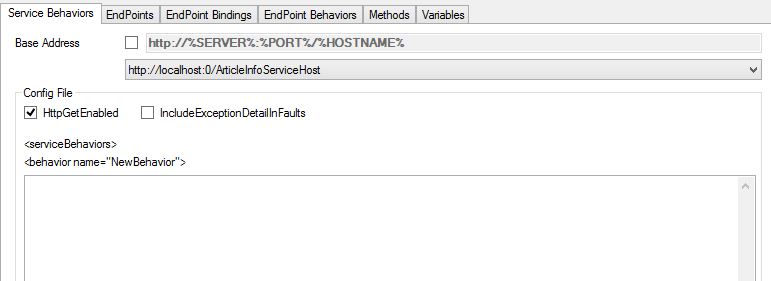 Service Behaviors EndPoints EndPoint Bindings EndPoint Behaviors Methods Variables
Base Address http://%SERVER%:%PORT%/%HOSTNAME%
http://localhost:0/ArticleInfoServiceHost
Config File
HttpGetEnabled IncludeExceptionDetailInFaults
<serviceBehaviors>
<behavior name="NewBehavior">